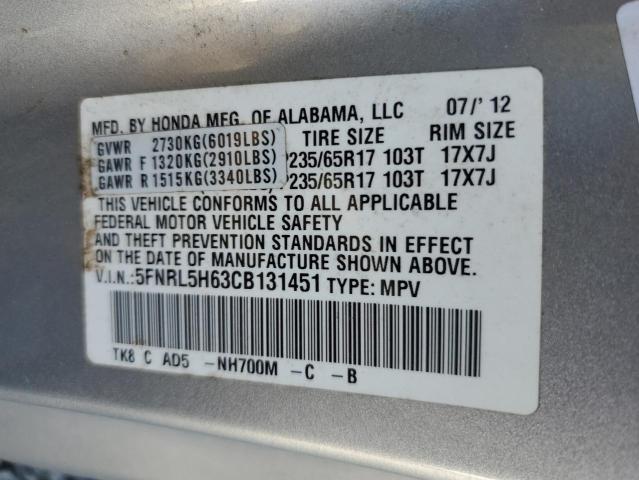 MFD. BY HONDA MFG. OF ALABAMA, LLC 07/'12
GVWR 2730KG(6019LBS) TIRE SIZE RIM SIZE
GAWR F 1320KG(2910LBS) P235/65R17 103T 17X7J
GAWR R 1515KG(3340LBS) P235/65R17 103T 17X7J
THIS VEHICLE CONFORMS TO ALL APPLICABLE
FEDERAL MOTOR VEHICLE SAFETY
AND THEFT PREVENTION STANDARDS IN EFFECT
ON THE DATE OF MANUFACTURE SHOWN ABOVE.
V.I.N.:5FNRL5H63CB131451 TYPE: MPV
TK8 C AD5 -NH700M -C -B